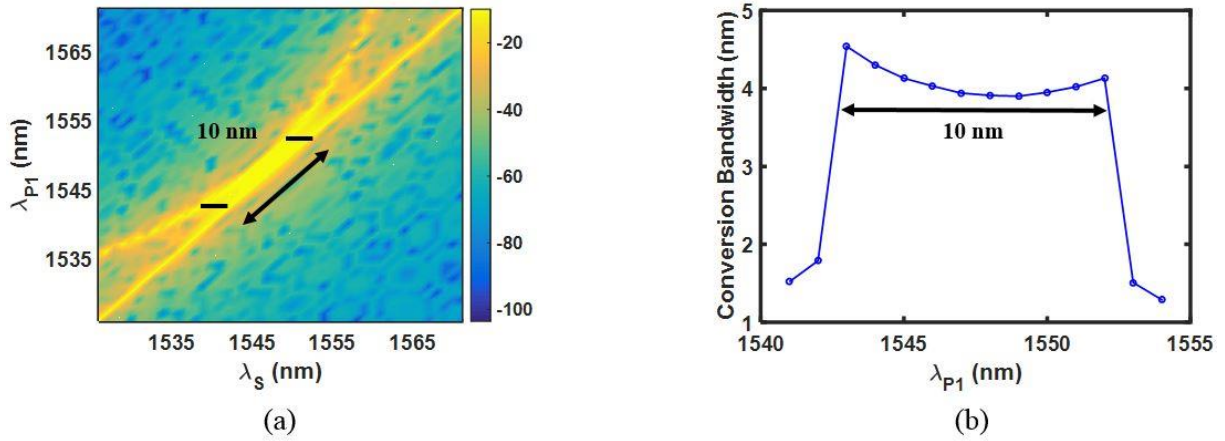 1565
1555
1545
1535
λP1 (nm)
10 nm
1535 1545 1555 1565
λS (nm)
-20
-40
-60
-80
-100
(a)
5
4
3
2
1
Conversion Bandwidth (nm)
10 nm
1540 1545 1550 1555
λP1 (nm)
(b)